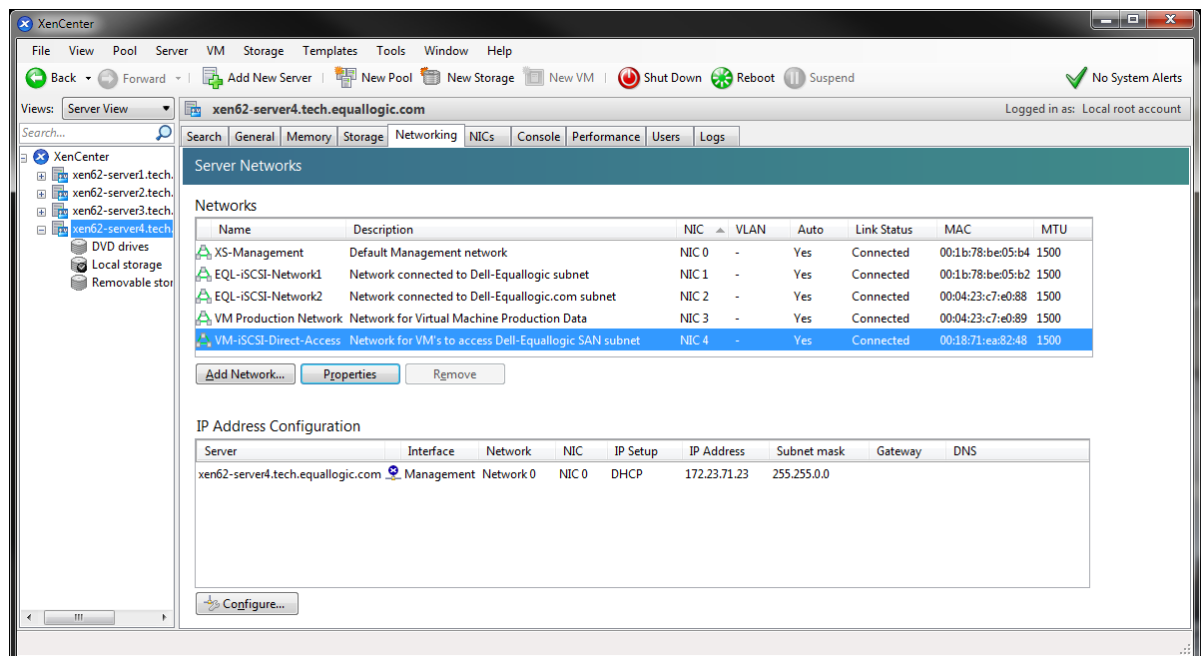 XenCenter
File View Pool Server VM Storage Templates Tools Window Help
Back Forward Add New Server New Pool New Storage New VM Shut Down Reboot Suspend No System Alerts
Views: Server View xen62-server4.tech.equallogic.com Logged in as: Local root account
Search... Search General Memory Storage Networking NICs Console Performance Users Logs
XenCenter
xen62-server1.tech.
xen62-server2.tech.
xen62-server3.tech.
xen62-server4.tech.
DVD drives
Local storage
Removable stor
Server Networks
Networks
Name Description NIC VLAN Auto Link Status MAC MTU
XS-Management Default Management network NIC 0 - Yes Connected 00:1b:78:be:05:b4 1500
EQL-iSCSI-Network1 Network connected to Dell-Equallogic subnet NIC 1 - Yes Connected 00:1b:78:be:05:b2 1500
EQL-iSCSI-Network2 Network connected to Dell-Equallogic.com subnet NIC 2 - Yes Connected 00:04:23:c7:e0:88 1500
VM Production Network Network for Virtual Machine Production Data NIC 3 - Yes Connected 00:04:23:c7:e0:89 1500
VM-iSCSI-Direct-Access Network for VM's to access Dell-Equallogic SAN subnet NIC 4 - Yes Connected 00:18:71:ea:82:48 1500
Add Network... Properties Remove
IP Address Configuration
Server Interface Network NIC IP Setup IP Address Subnet mask Gateway DNS
xen62-server4.tech.equallogic.com Management Network 0 NIC 0 DHCP 172.23.71.23 255.255.0.0
Configure...